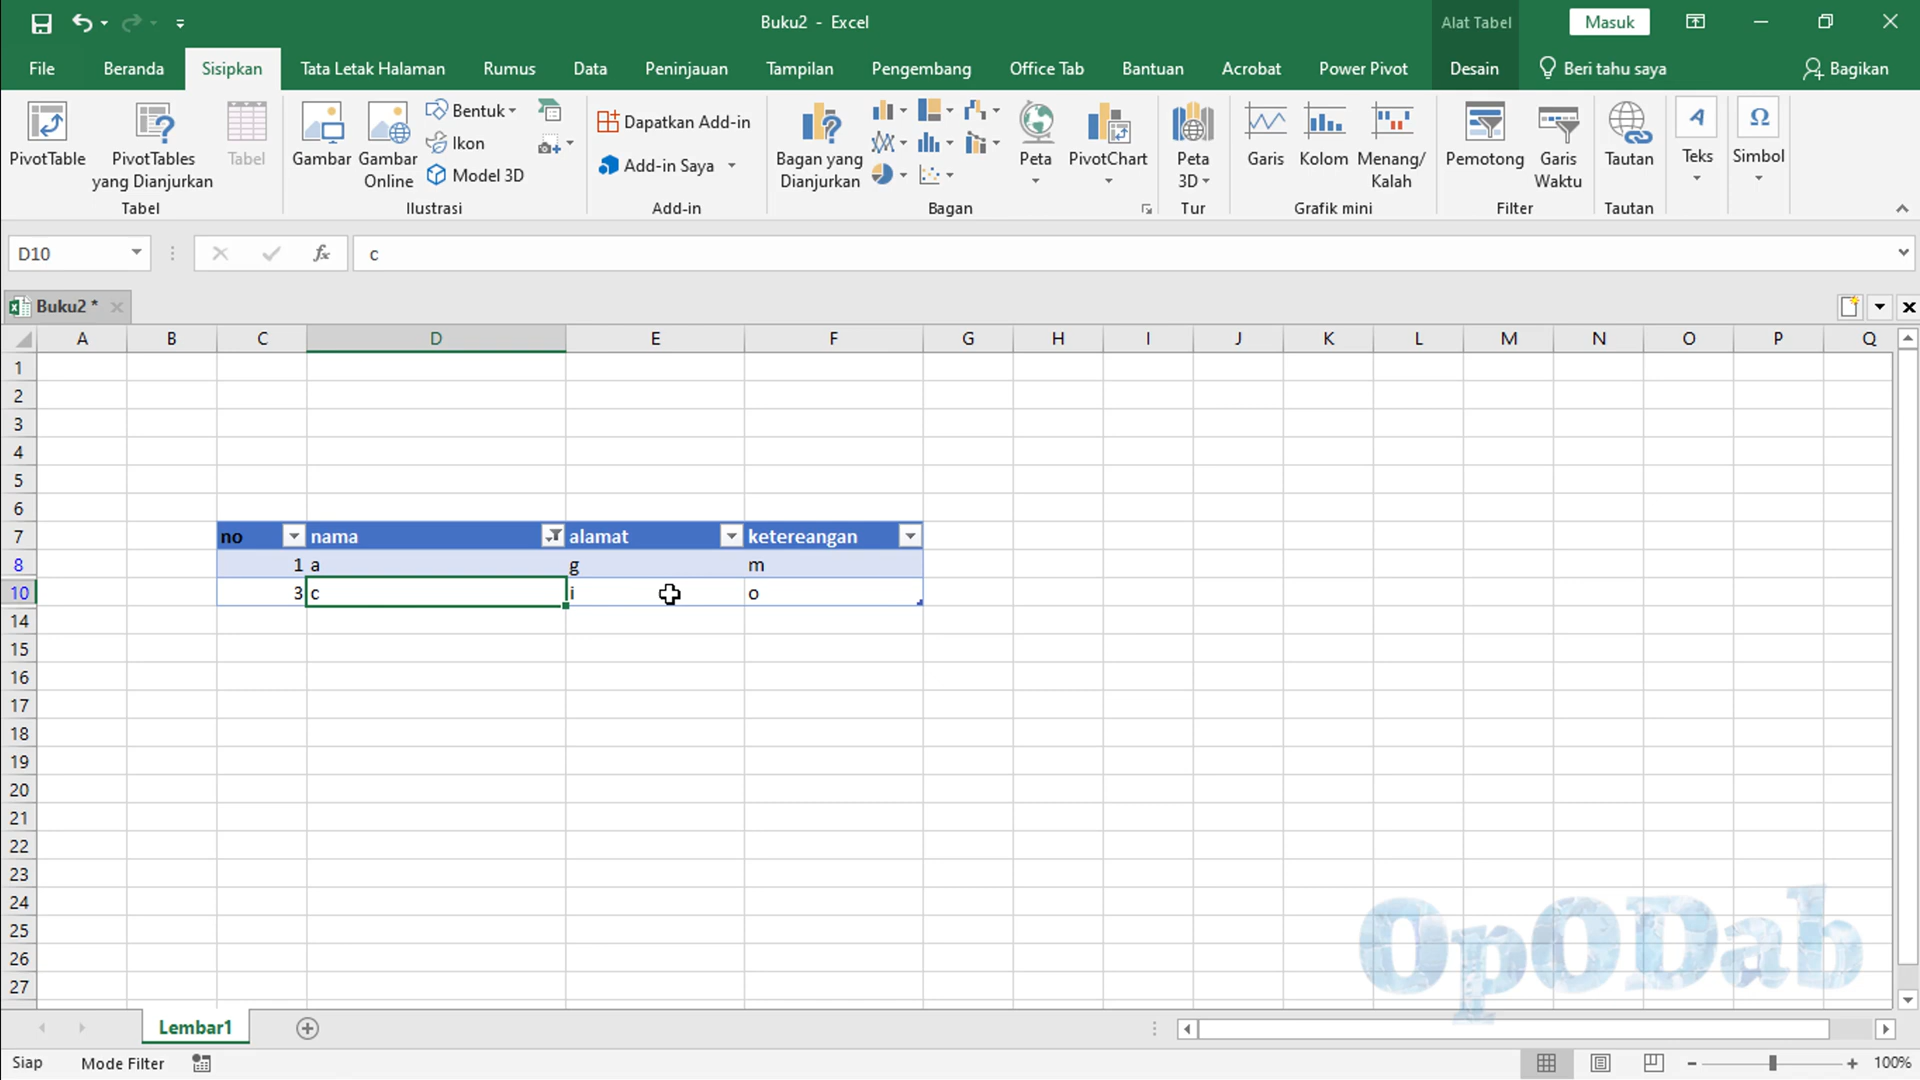 Buku2 - Excel
Alat Tabel
Masuk
File
Beranda
Sisipkan
Tata Letak Halaman
Rumus
Data
Peninjauan
Tampilan
Pengembang
Office Tab
Bantuan
Acrobat
Power Pivot
Desain
Beri tahu saya
Bagikan
PivotTable
PivotTables
yang Dianjurkan
Tabel
Tabel
Gambar
Gambar
Online
Bentuk
Ikon
Model 3D
Ilustrasi
Dapatkan Add-in
Add-in Saya
Add-in
Bagan yang
Dianjurkan
Peta
PivotChart
Bagan
Peta
3D
Tur
Garis
Kolom
Menang/
Kalah
Grafik mini
Pemotong
Garis
Waktu
Filter
Tautan
Tautan
A
Teks
Ω
Simbol
D10
fx
c
Buku2 *
A B C D E F G H I J K L M N O P Q
1
2
3
4
5
6
7 no nama alamat ketereangan
8 1 a g m
10 3 c i o
14
15
16
17
18
19
20
21
22
23
24
25
26
27
OpODab
Lembar1
Siap
Mode Filter
100%